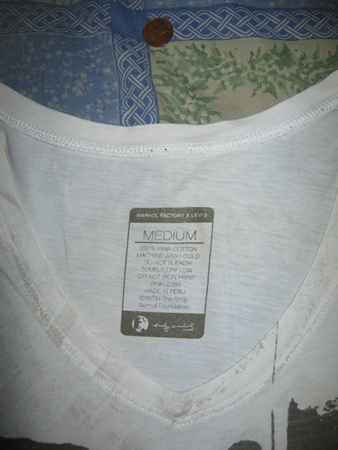 WARHOL FACTORY X LEVI'S
MEDIUM
100% PIMA COTTON
MACHINE WASH COLD
DO NOT BLEACH
TUMBLE DRY LOW
DO NOT IRON PRINT
MADE IN PERU
The Andy
Warhol Foundation